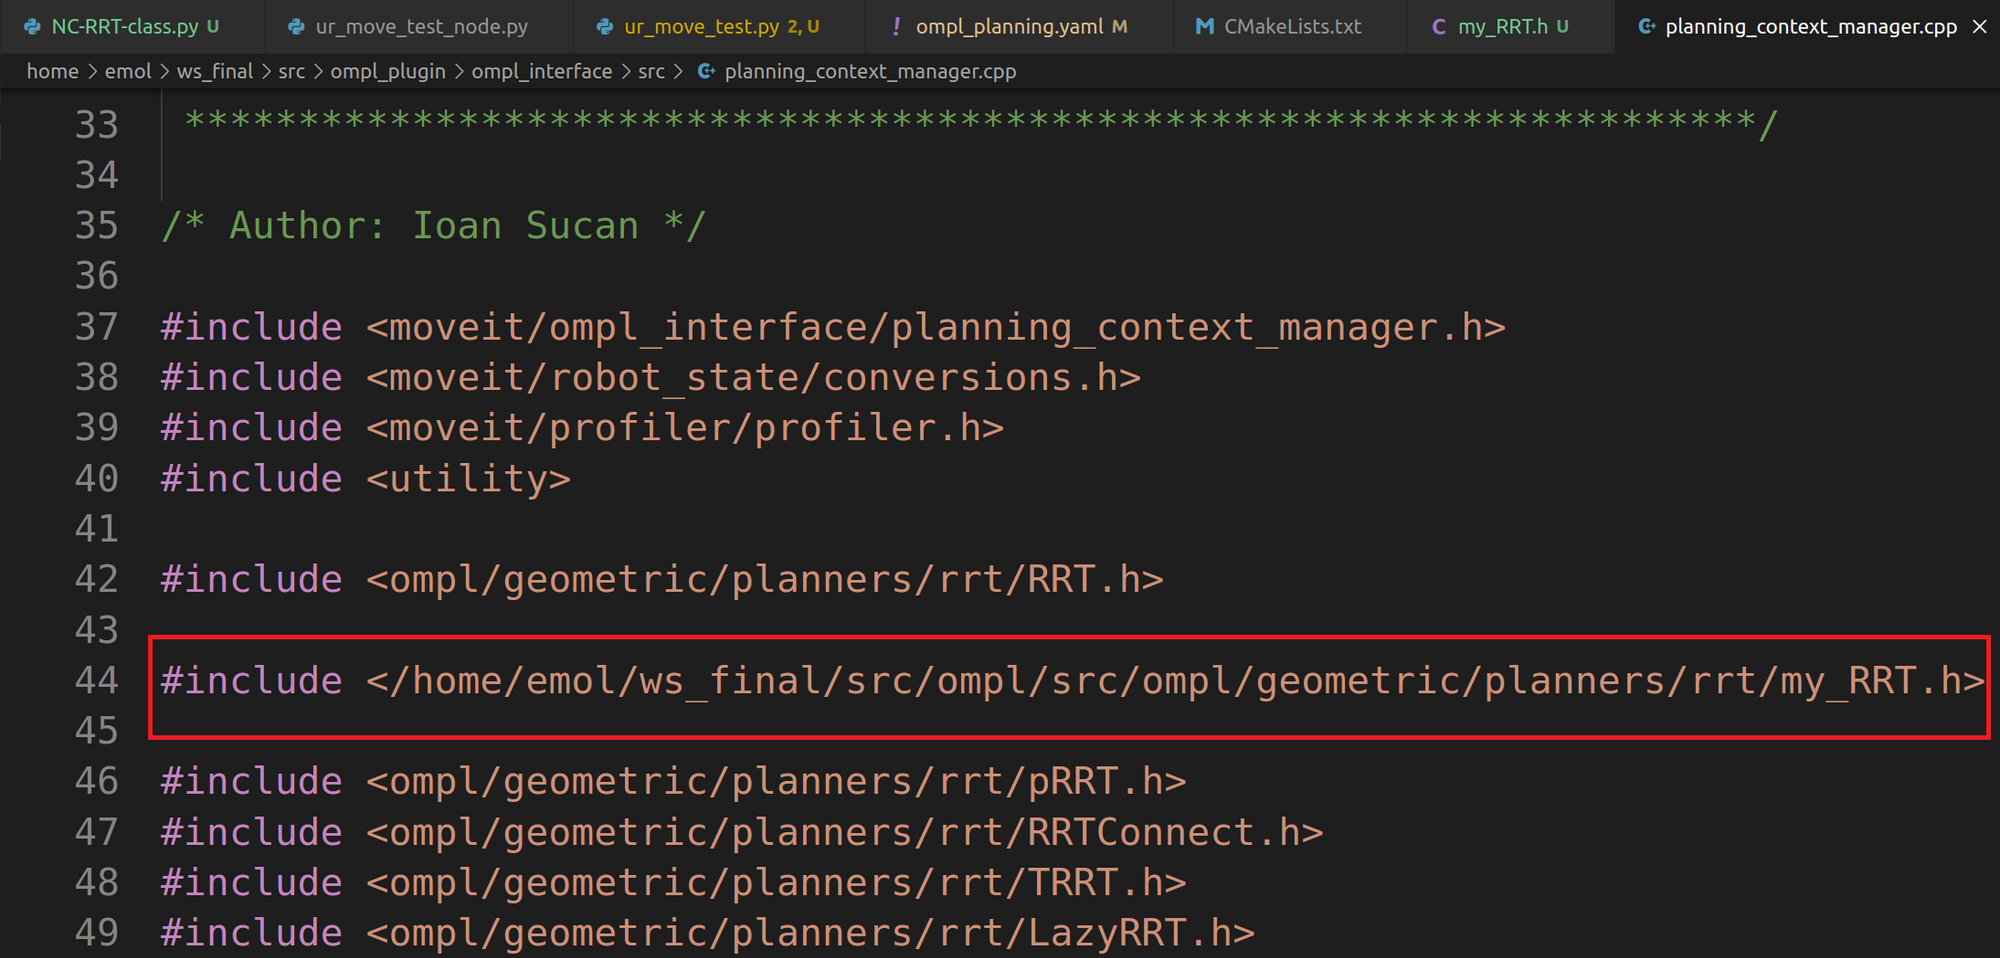 NC-RRT-class.py U ur_move_test_node.py ur_move_test.py 2, U ! ompl_planning.yaml M M CMakeLists.txt C my_RRT.h U planning_context_manager.cpp ×
home > emol > ws_final > src > ompl_plugin > ompl_interface > src > planning_context_manager.cpp
33 *********************************************************************/
34
35 /* Author: Ioan Sucan */
36
37 #include <moveit/ompl_interface/planning_context_manager.h>
38 #include <moveit/robot_state/conversions.h>
39 #include <moveit/profiler/profiler.h>
40 #include <utility>
41
42 #include <ompl/geometric/planners/rrt/RRT.h>
43
44 #include </home/emol/ws_final/src/ompl/src/ompl/geometric/planners/rrt/my_RRT.h>
45
46 #include <ompl/geometric/planners/rrt/pRRT.h>
47 #include <ompl/geometric/planners/rrt/RRTConnect.h>
48 #include <ompl/geometric/planners/rrt/TRRT.h>
49 #include <ompl/geometric/planners/rrt/LazyRRT.h>